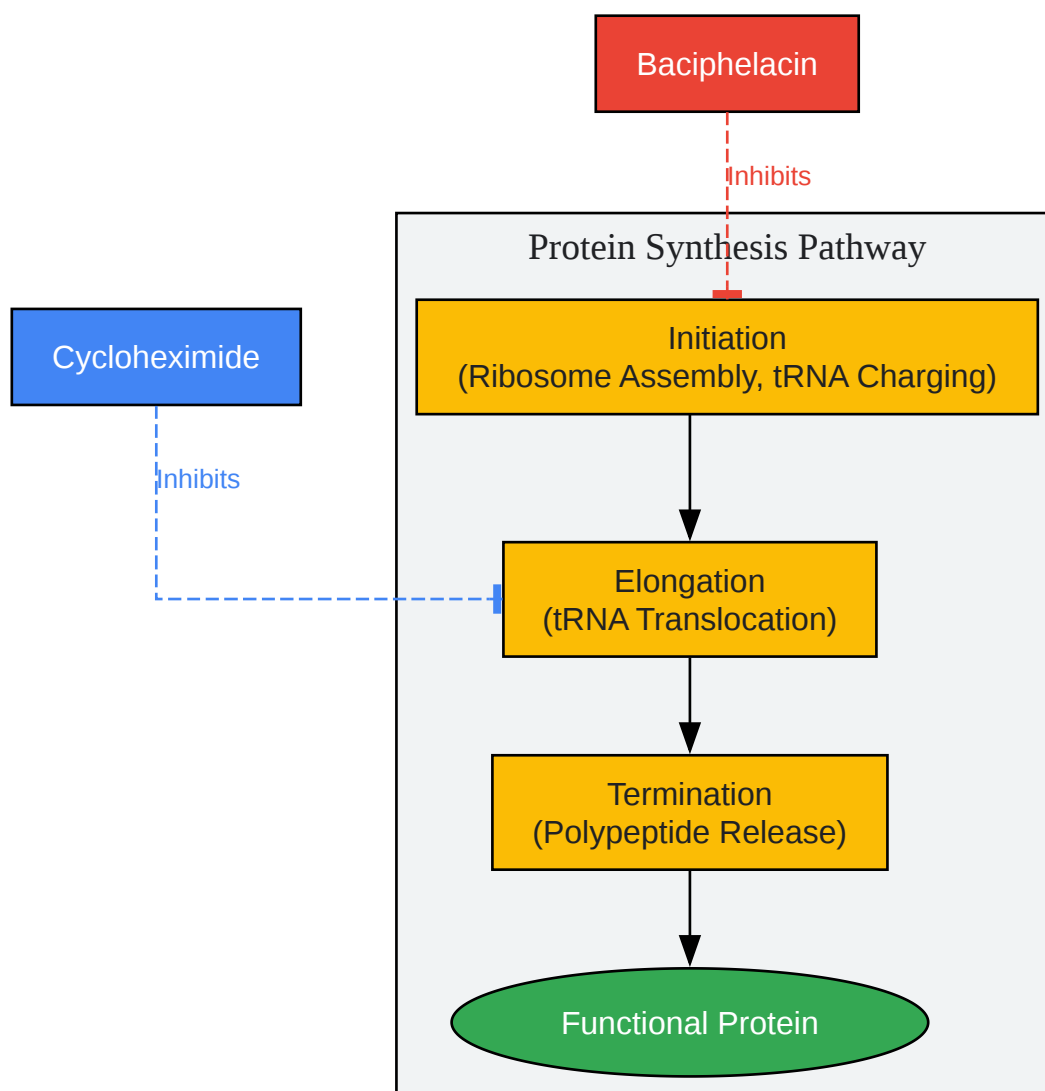 Baciphelacin
Inhibits
Protein Synthesis Pathway
Cycloheximide
Inhibits
Initiation
(Ribosome Assembly, tRNA Charging)
Elongation
(tRNA Translocation)
Termination
(Polypeptide Release)
Functional Protein